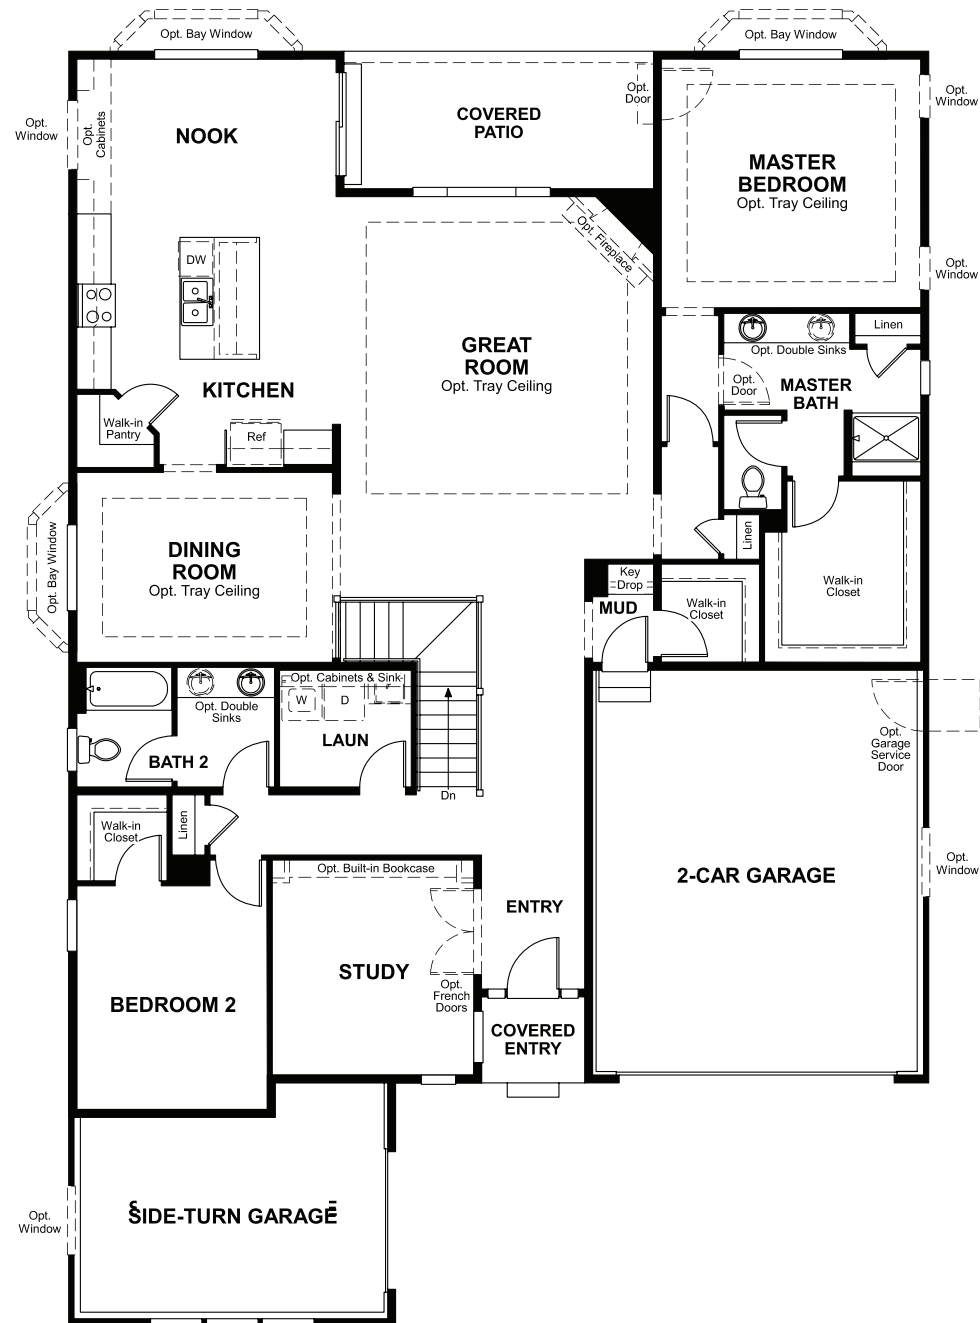 Opt. Bay Window
Opt. Bay Window
Opt.
Window
Opt.
Cabinets
NOOK
COVERED
PATIO
Opt.
Door
MASTER
BEDROOM
Opt. Tray Ceiling
Opt.
Window
Opt.
Window
DW
Opt. Fireplace
GREAT
ROOM
Opt. Tray Ceiling
KITCHEN
Walk-in
Pantry
Ref
Linen
Opt. Double Sinks
Opt.
Door
MASTER
BATH
Opt. Bay Window
DINING
ROOM
Opt. Tray Ceiling
Linen
Key
Drop
MUD
Walk-in
Closet
Walk-in
Closet
Opt. Cabinets & Sink
W
D
LAUN
Opt. Double
Sinks
BATH 2
Dn
Opt.
Garage
Service
Door
Walk-in
Closet
Linen
Opt. Built-in Bookcase
2-CAR GARAGE
Opt.
Window
ENTRY
STUDY
Opt.
French
Doors
BEDROOM 2
COVERED
ENTRY
SIDE-TURN GARAGE
Opt.
Window